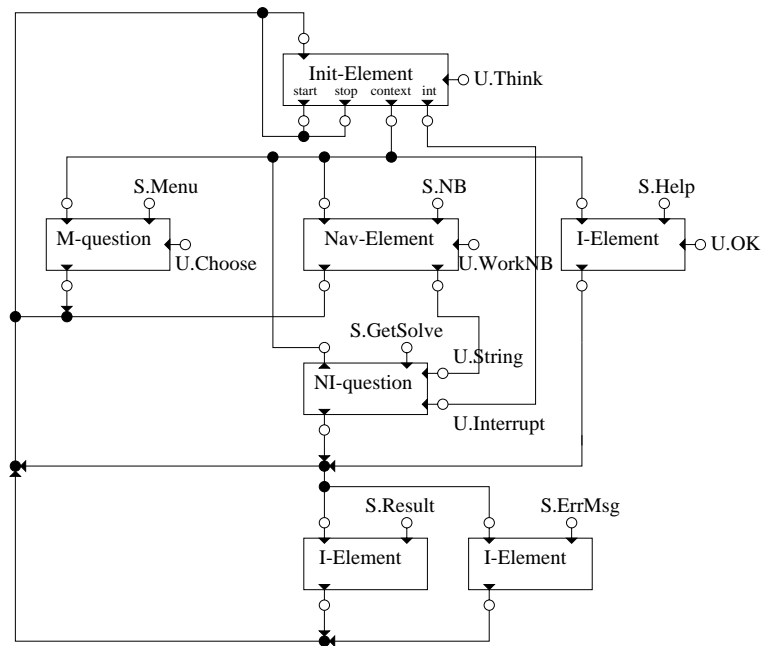 Init-Element
start stop context int
U.Think
S.Menu
S.NB
S.Help
M-question
Nav-Element
I-Element
U.Choose
U.WorkNB
U.OK
S.GetSolve
U.String
NI-question
U.Interrupt
S.Result
S.ErrMsg
I-Element
I-Element